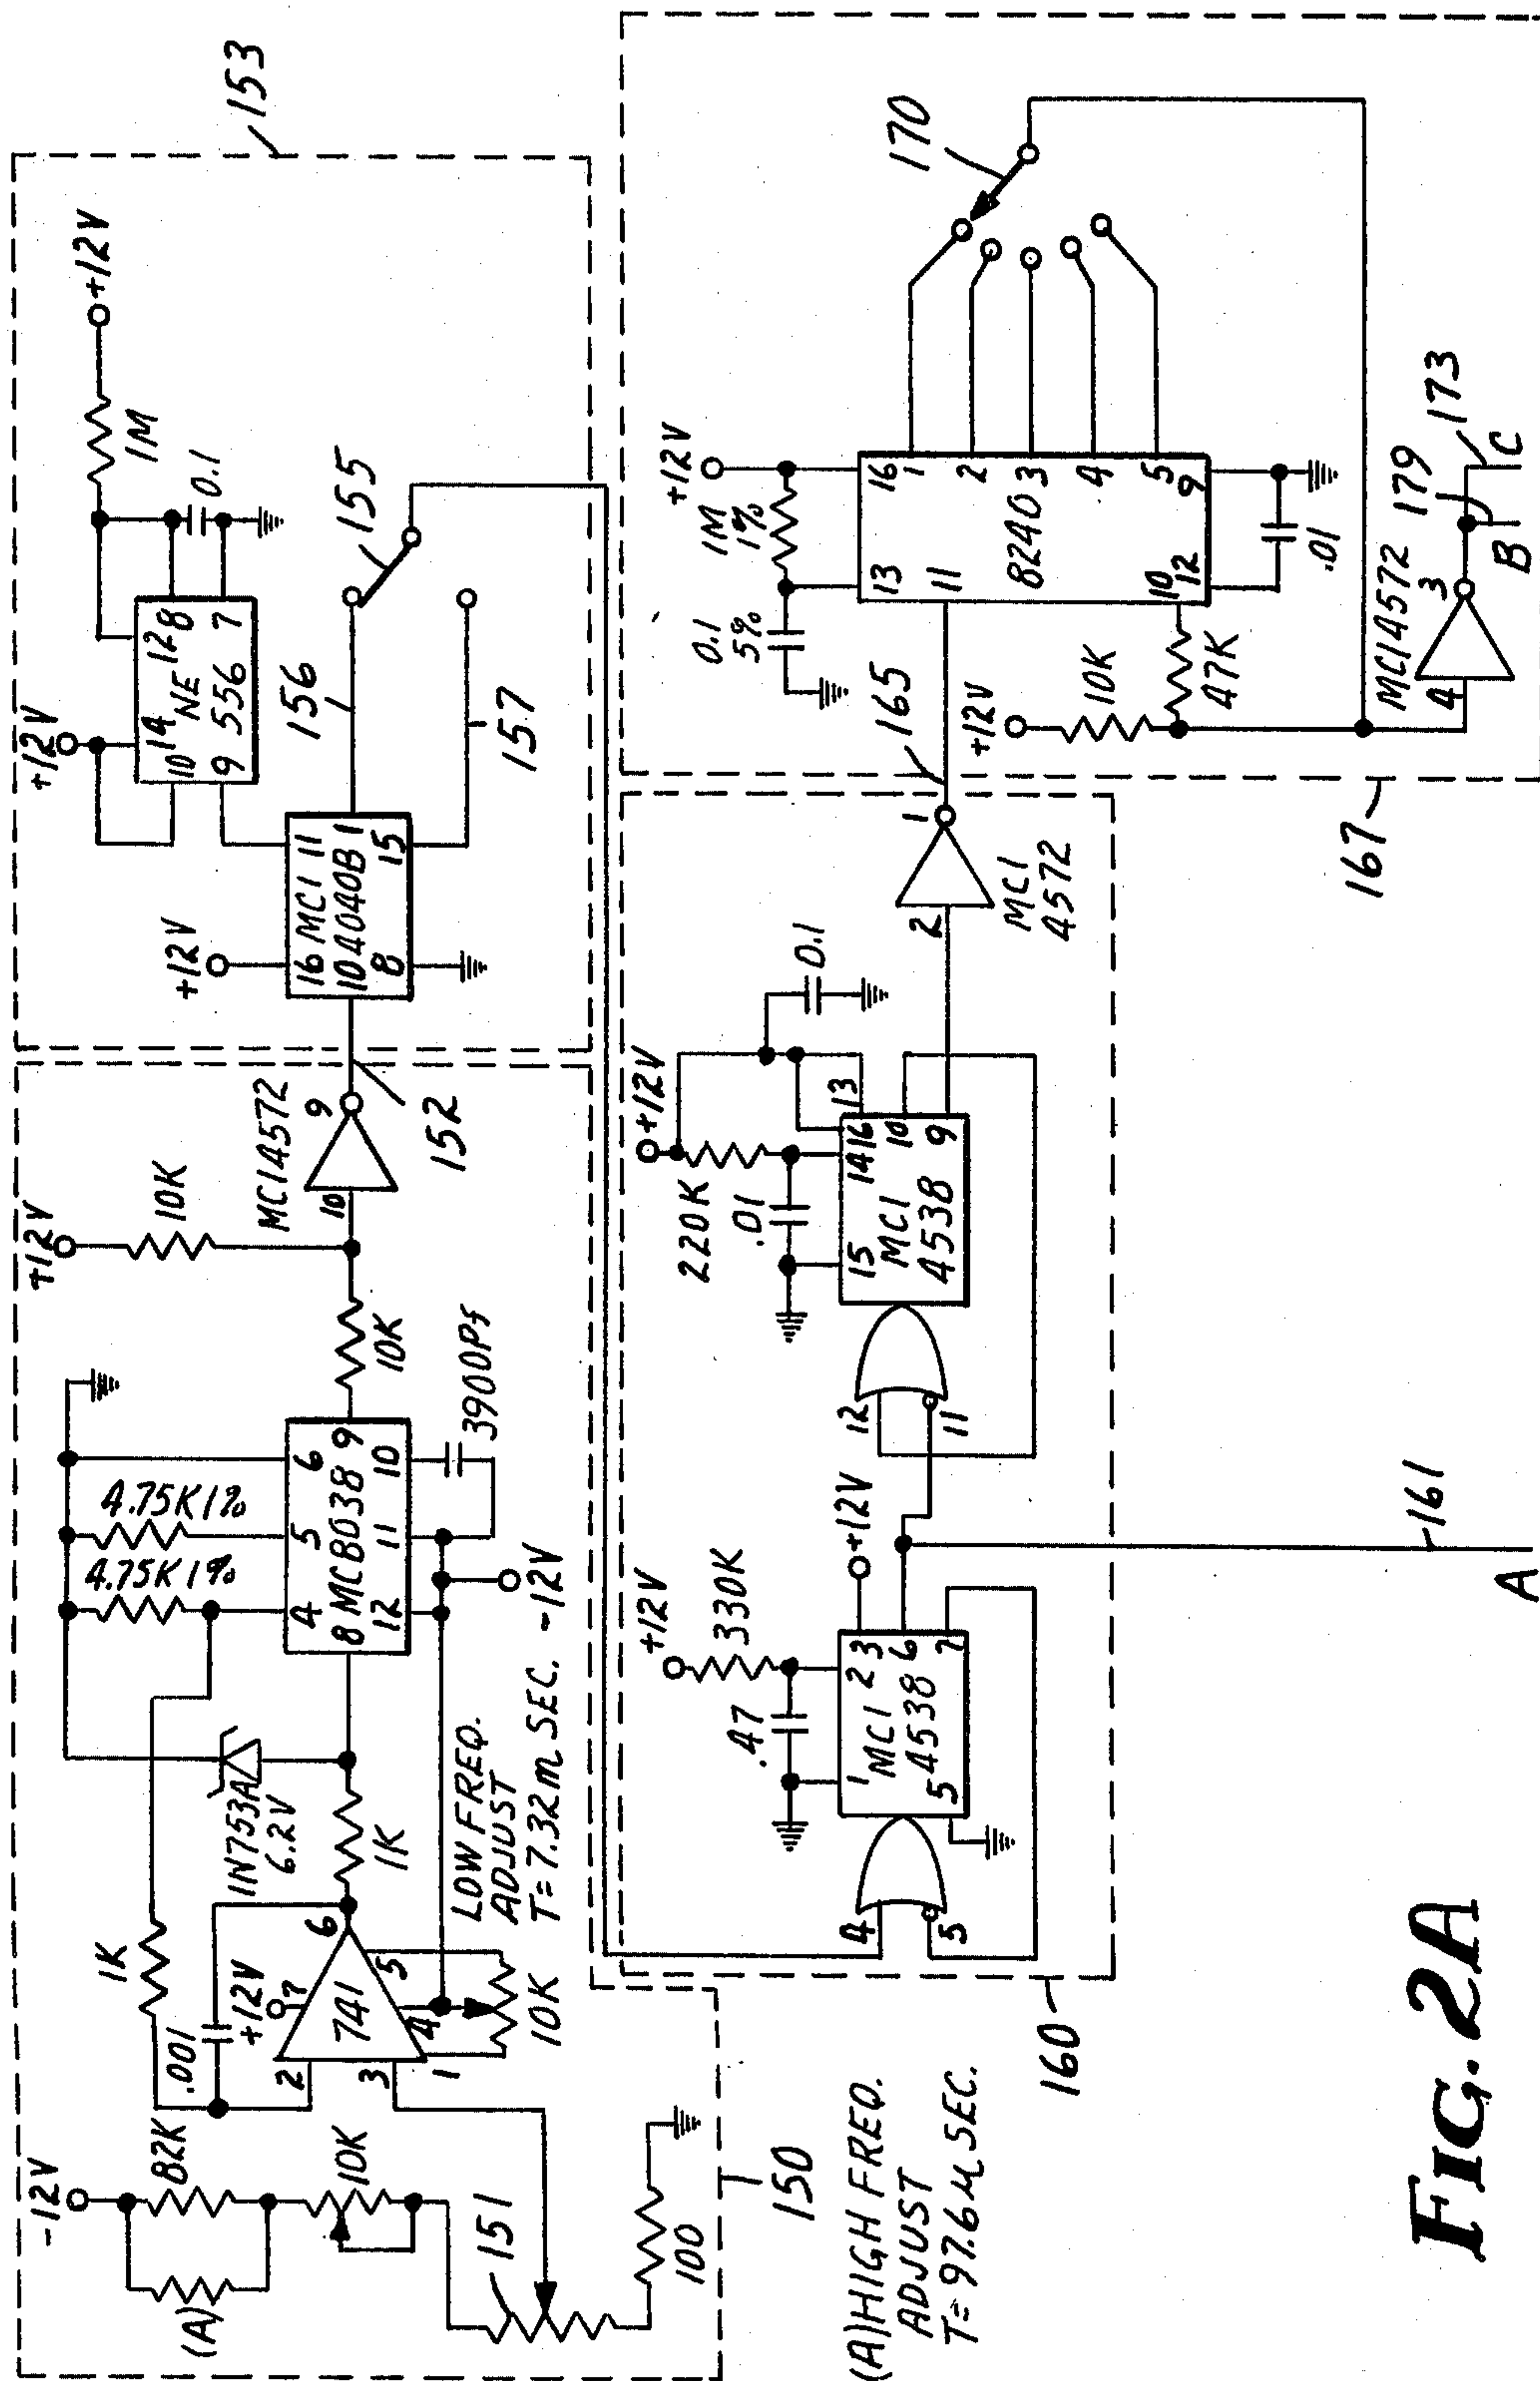 -12V
82K
(A)
10K
151
100
150
(A)HIGH FREQ.
ADJUST
T=97.6μSEC.
1K
.001
+12V
7
2
741
6
3
4
5
1
10K
1K
1N753A
6.2V
LOW FREQ.
ADJUST
T=7.32mSEC.
-12V
4.75K1%
4.75K1%
4
5
6
8
MC8038
9
12
11
10
3900Pf
10K
+12V
10K
MC14572
10
9
152
+12V
16
MC1
11
10
4040B
1
8
15
+12V
10
14
NE
12
8
9
556
7
0.1
1M
+12V
153
156
155
157
4
5
+12V
330K
.47
1
MC1
2
3
4538
6
5
7
+12V
161
A
160
12
11
+12V
220K
.01
15
MC1
14
16
13
4538
10
9
0.1
2
1
MC1
4572
165
167
+12V
1M
1%
0.1
5%
13
16
11
1
8240
2
3
4
10
12
5
9
.01
+12V
10K
47K
170
MC14572
4
3
179
173
B
C
FIG. 2A